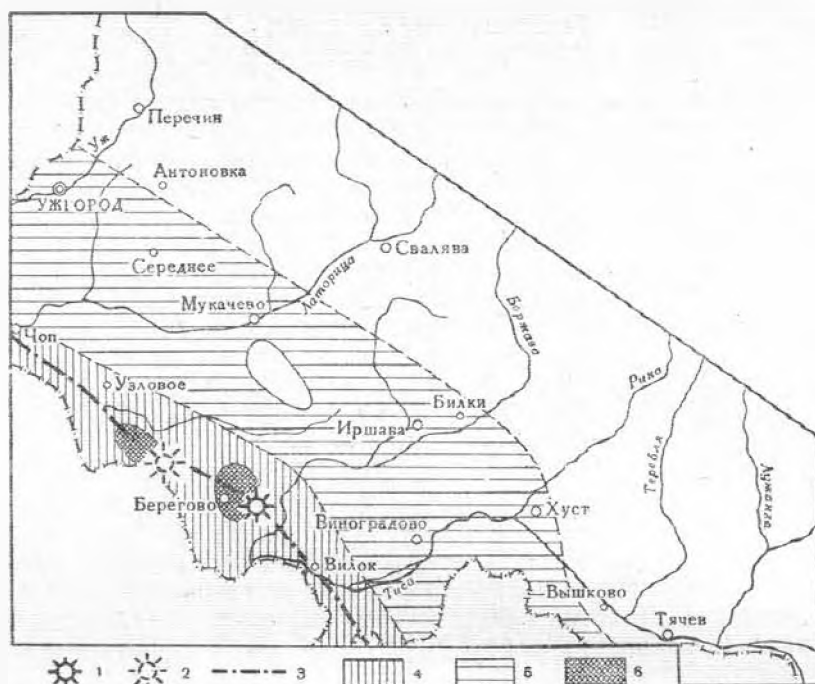 Перечин
Уж
Антоновка
УЖГОРОД
Свалява
Середнее
Латорица
Мукачево
Боржава
Чоп
Рика
Узловое
Билки
Иршава
Теребля
Лужанка
Берегово
Хуст
Виноградово
Вилок
Тиса
Вышково
Тячев
1 2 3 4 5 6